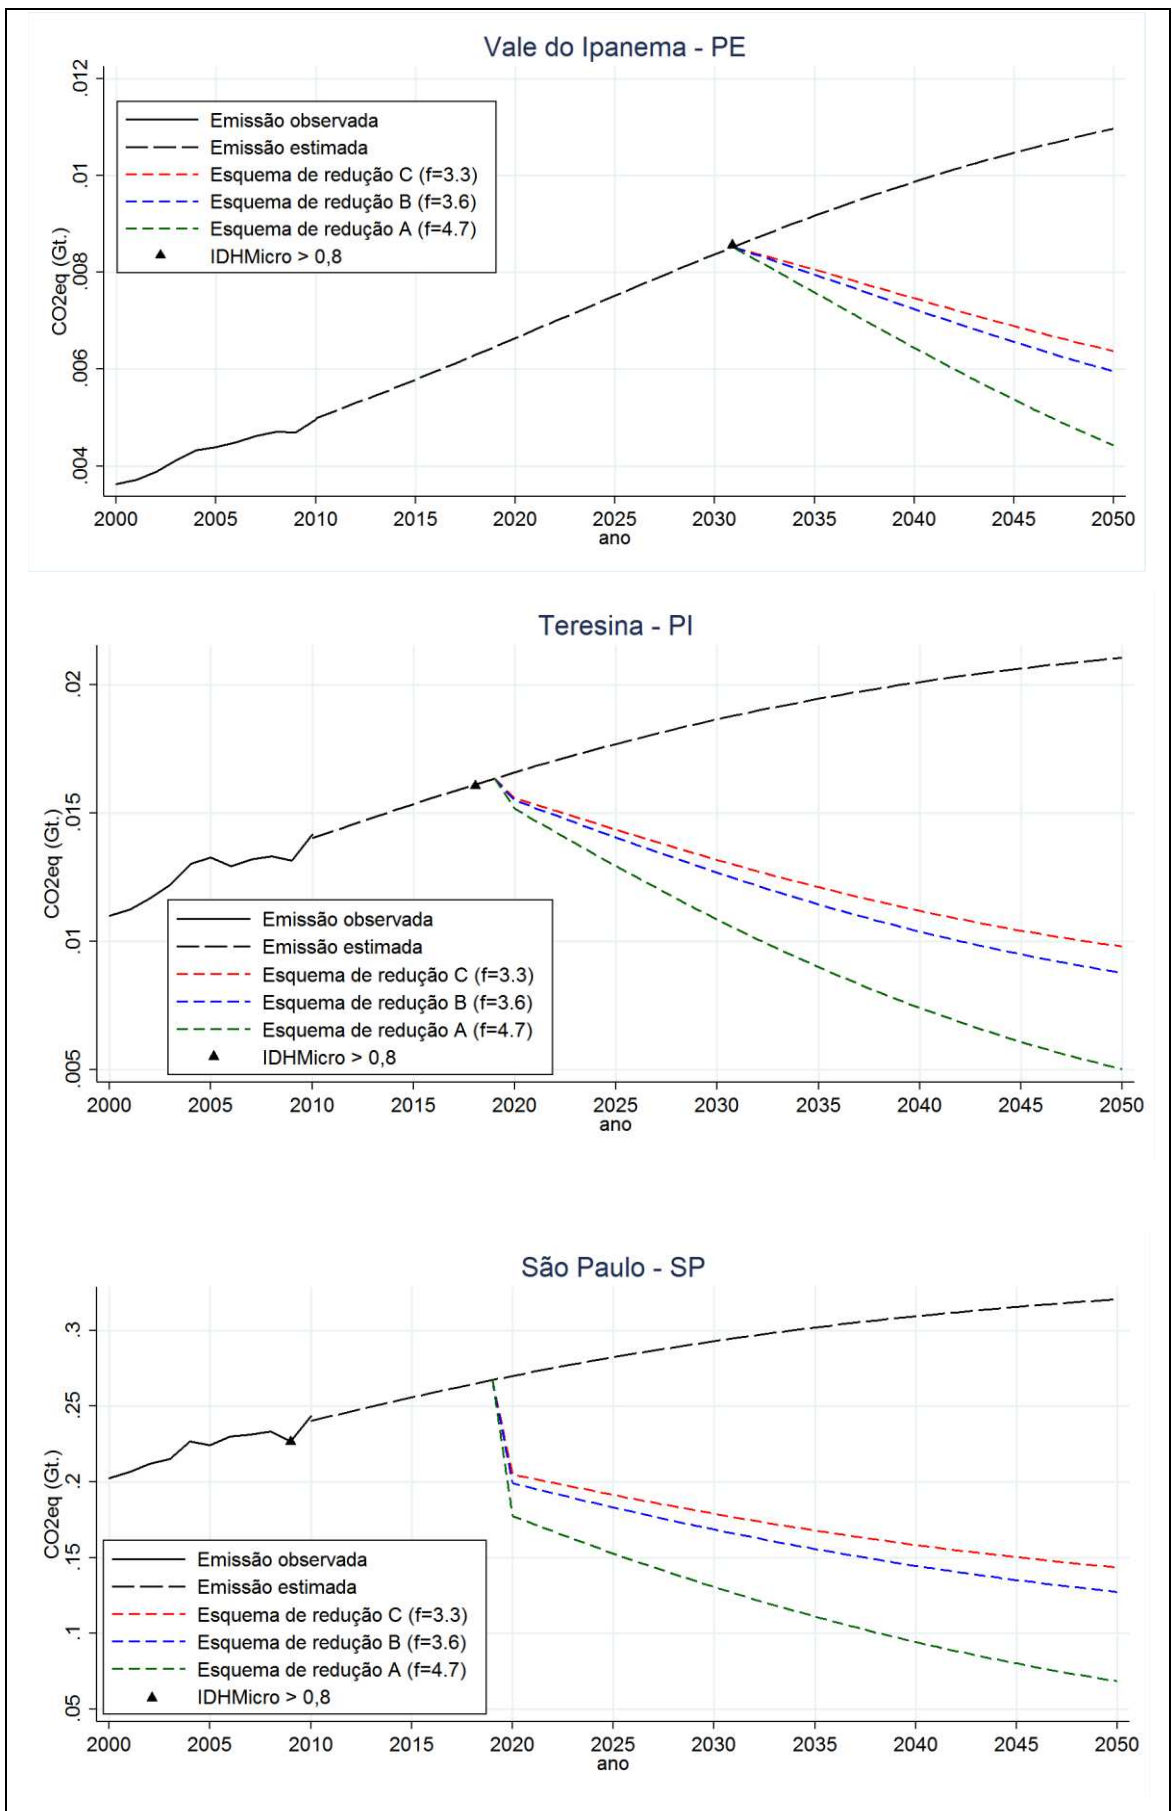 Vale do Ipanema - PE
.012
.01
.008
.006
.004
CO2eq (Gt.)
Emissão observada
Emissão estimada
Esquema de redução C (f=3.3)
Esquema de redução B (f=3.6)
Esquema de redução A (f=4.7)
IDHMicro > 0,8
2000 2005 2010 2015 2020 2025 2030 2035 2040 2045 2050
ano
Teresina - PI
.02
.015
.01
.005
CO2eq (Gt.)
Emissão observada
Emissão estimada
Esquema de redução C (f=3.3)
Esquema de redução B (f=3.6)
Esquema de redução A (f=4.7)
IDHMicro > 0,8
2000 2005 2010 2015 2020 2025 2030 2035 2040 2045 2050
ano
São Paulo - SP
.3
.25
.2
.15
.1
.05
CO2eq (Gt.)
Emissão observada
Emissão estimada
Esquema de redução C (f=3.3)
Esquema de redução B (f=3.6)
Esquema de redução A (f=4.7)
IDHMicro > 0,8
2000 2005 2010 2015 2020 2025 2030 2035 2040 2045 2050
ano